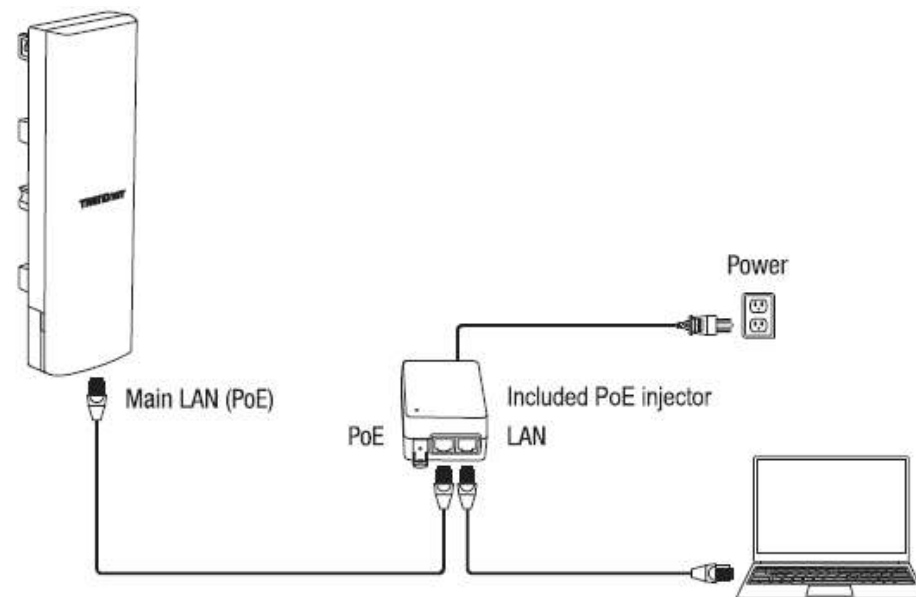 TRENDnet
Power
Main LAN (PoE)
Included PoE injector
PoE
LAN